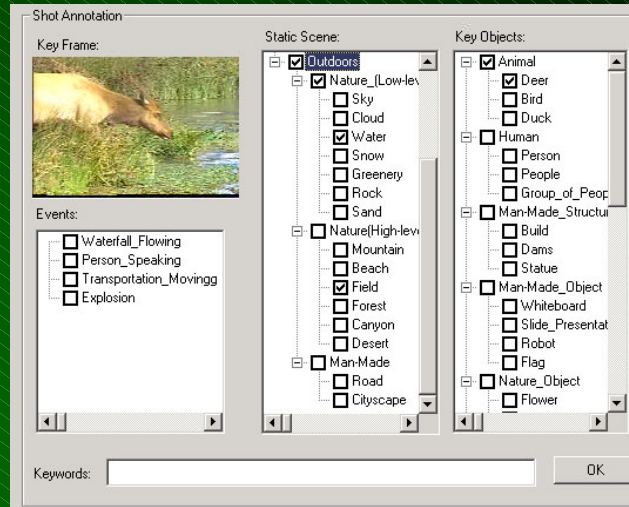 Shot Annotation
Key Frame:
Events:
Waterfall_Flowing
Person_Speaking
Transportation_Movingg
Explosion
Static Scene:
Outdoors
Nature_(Low-lev
Sky
Cloud
Water
Snow
Greenery
Rock
Sand
Nature(High-leve
Mountain
Beach
Field
Forest
Canyon
Desert
Man-Made
Road
Cityscape
Key Objects:
Animal
Deer
Bird
Duck
Human
Person
People
Group_of_Peop
Man-Made_Structu
Build
Dams
Statue
Man-Made_Object
Whiteboard
Slide_Presentat
Robot
Flag
Nature_Object
Flower
Keywords:
OK